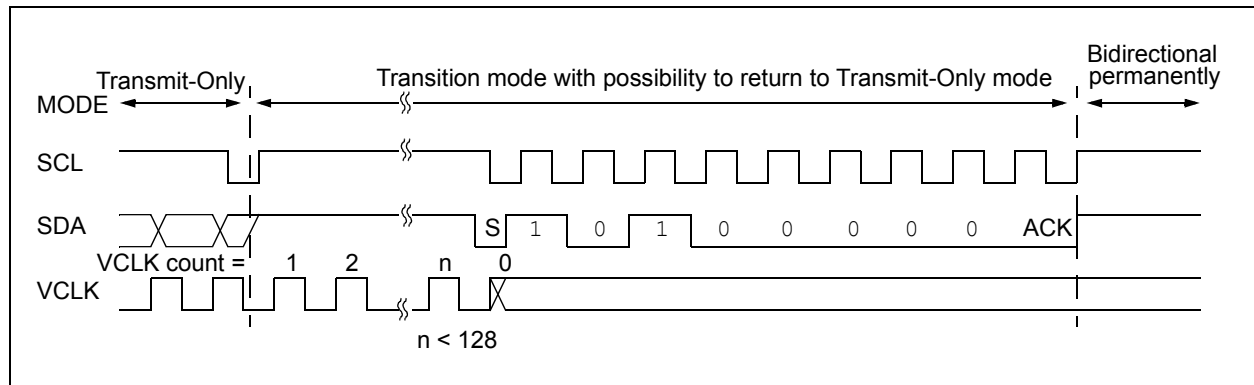 Transmit-Only
Transition mode with possibility to return to Transmit-Only mode
Bidirectional
permanently
MODE
SCL
SDA S 1 0 1 0 0 0 0 0 ACK
VCLK count = 1 2 n 0
VCLK
n < 128